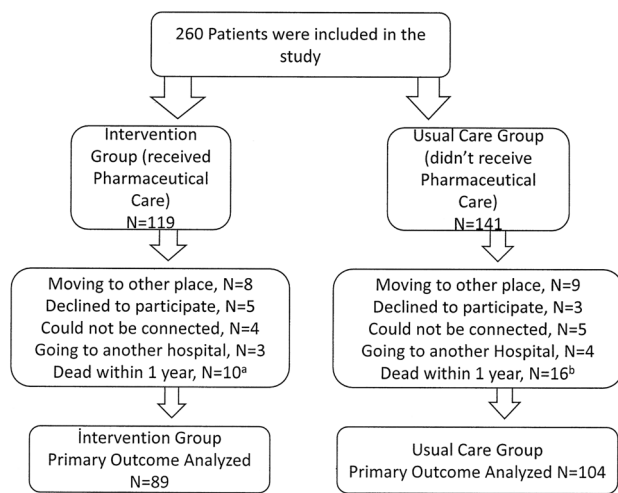 260 Patients were included in the
study
Intervention
Group (received
Pharmaceutical
Care)
N=119
Usual Care Group
(didn't receive
Pharmaceutical
Care)
N=141
Moving to other place, N=8
Declined to participate, N=5
Could not be connected, N=4
Going to another hospital, N=3
Dead within 1 year, N=10ᵃ
Moving to other place, N=9
Declined to participate, N=3
Could not be connected, N=5
Going to another Hospital, N=4
Dead within 1 year, N=16ᵇ
İntervention Group
Primary Outcome Analyzed
N=89
Usual Care Group
Primary Outcome Analyzed N=104